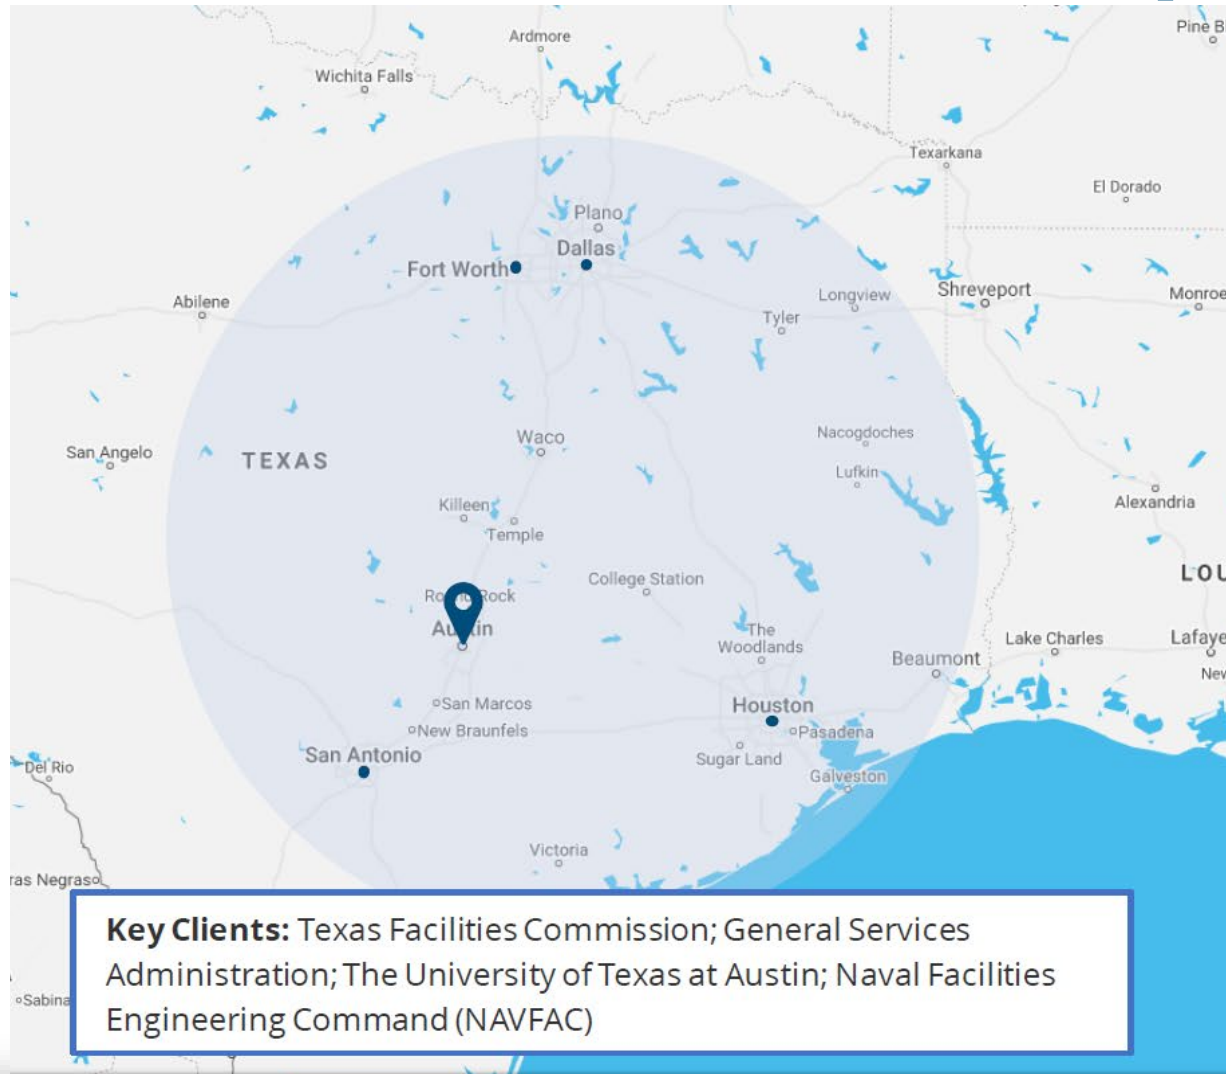 Ardmore
Pine B
Wichita Falls
Texarkana
El Dorado
Plano
Dallas
Fort Worth
Abilene
Longview
Shreveport
Monroe
Tyler
Waco
Nacogdoches
San Angelo
TEXAS
Lufkin
Killeen
Alexandria
Temple
College Station
LOU
Round Rock
Austin
The
Woodlands
Lake Charles
Lafaye
Beaumont
New
San Marcos
Houston
New Braunfels
Pasadena
San Antonio
Sugar Land
Del Rio
Galveston
Victoria
ras Negras
Key Clients: Texas Facilities Commission; General Services
Administration; The University of Texas at Austin; Naval Facilities
Engineering Command (NAVFAC)
Sabina